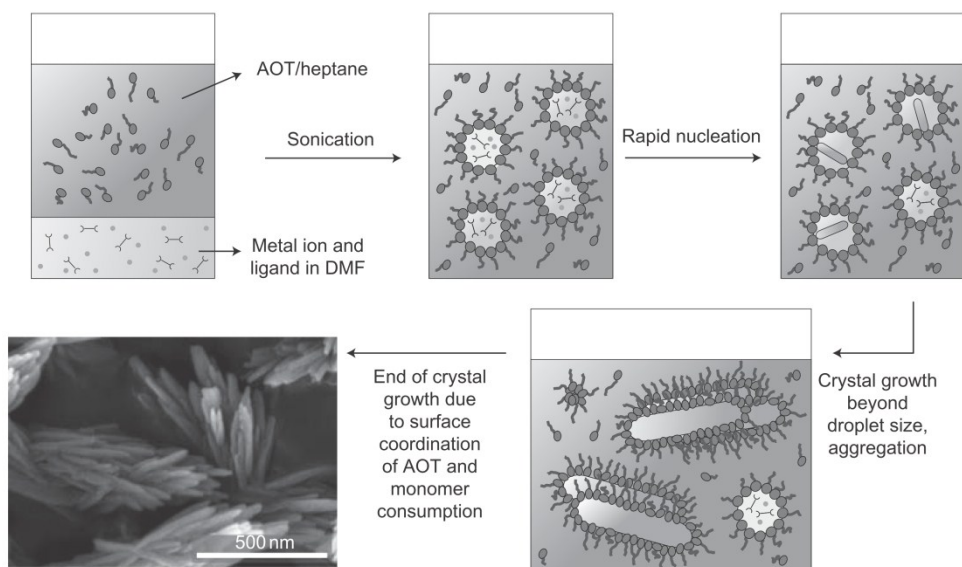 AOT/heptane
Sonication
Rapid nucleation
Metal ion and
ligand in DMF
Crystal growth
beyond
droplet size,
aggregation
End of crystal
growth due
to surface
coordination
of AOT and
monomer
consumption
500 nm